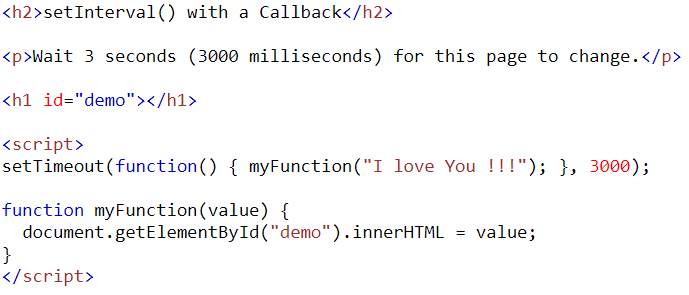 <h2>setInterval() with a Callback</h2>
<p>Wait 3 seconds (3000 milliseconds) for this page to change.</p>
<h1 id="demo"></h1>
<script>
setTimeout(function() { myFunction("I love You !!!"); }, 3000);
function myFunction(value) {
  document.getElementById("demo").innerHTML = value;
}
</script>